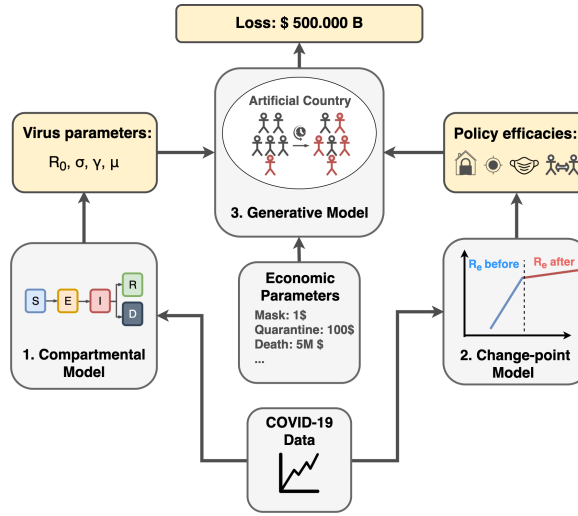 Loss: $ 500.000 B
Artificial Country
3. Generative Model
Virus parameters:
R0, σ, γ, μ
Policy efficacies:
S
E
I
R
D
1. Compartmental
Model
Economic
Parameters
Mask: 1$
Quarantine: 100$
Death: 5M $
...
Re before
Re after
2. Change-point
Model
COVID-19
Data